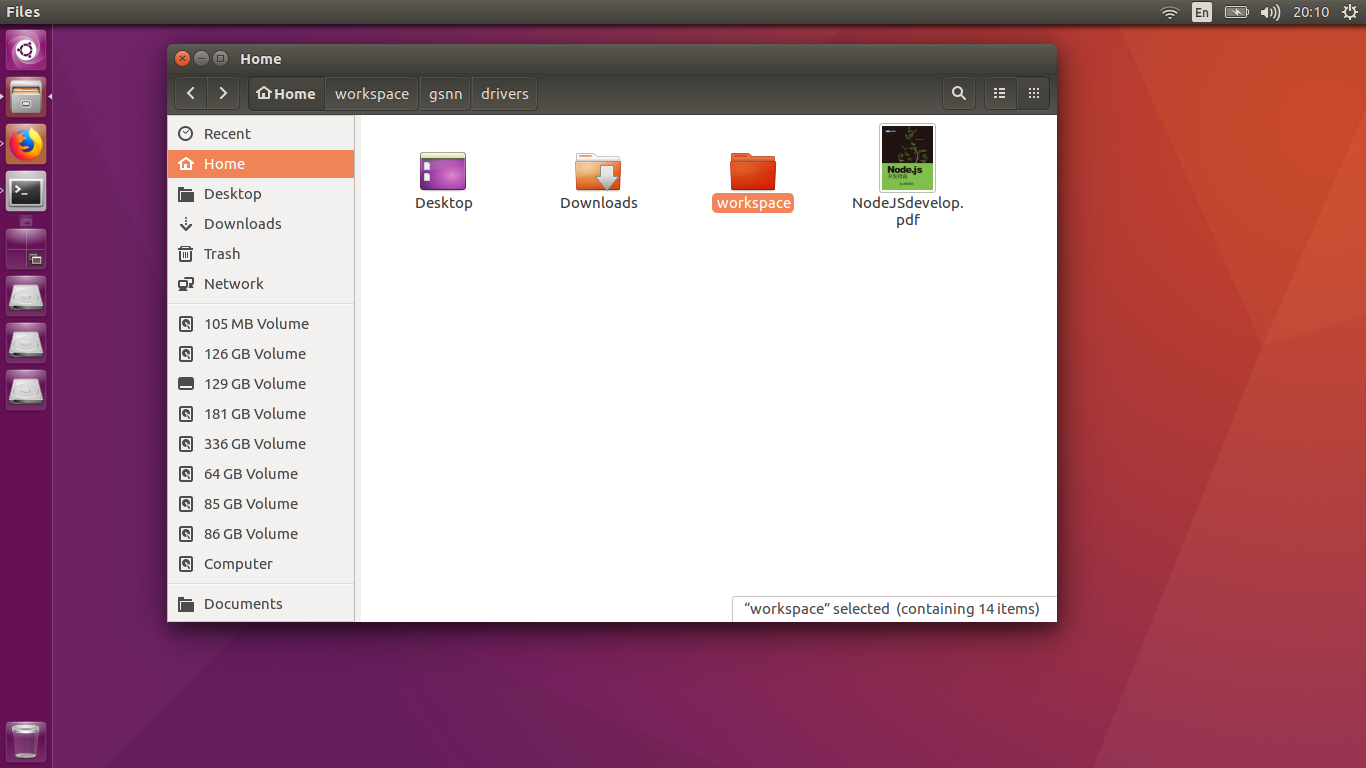 Files
En
20:10
Home
Home
workspace
gsnn
drivers
Recent
Home
Desktop
Downloads
Trash
Network
105 MB Volume
126 GB Volume
129 GB Volume
181 GB Volume
336 GB Volume
64 GB Volume
85 GB Volume
86 GB Volume
Computer
Documents
Desktop
Downloads
workspace
Node.js
NodeJSdevelop.
pdf
“workspace” selected (containing 14 items)